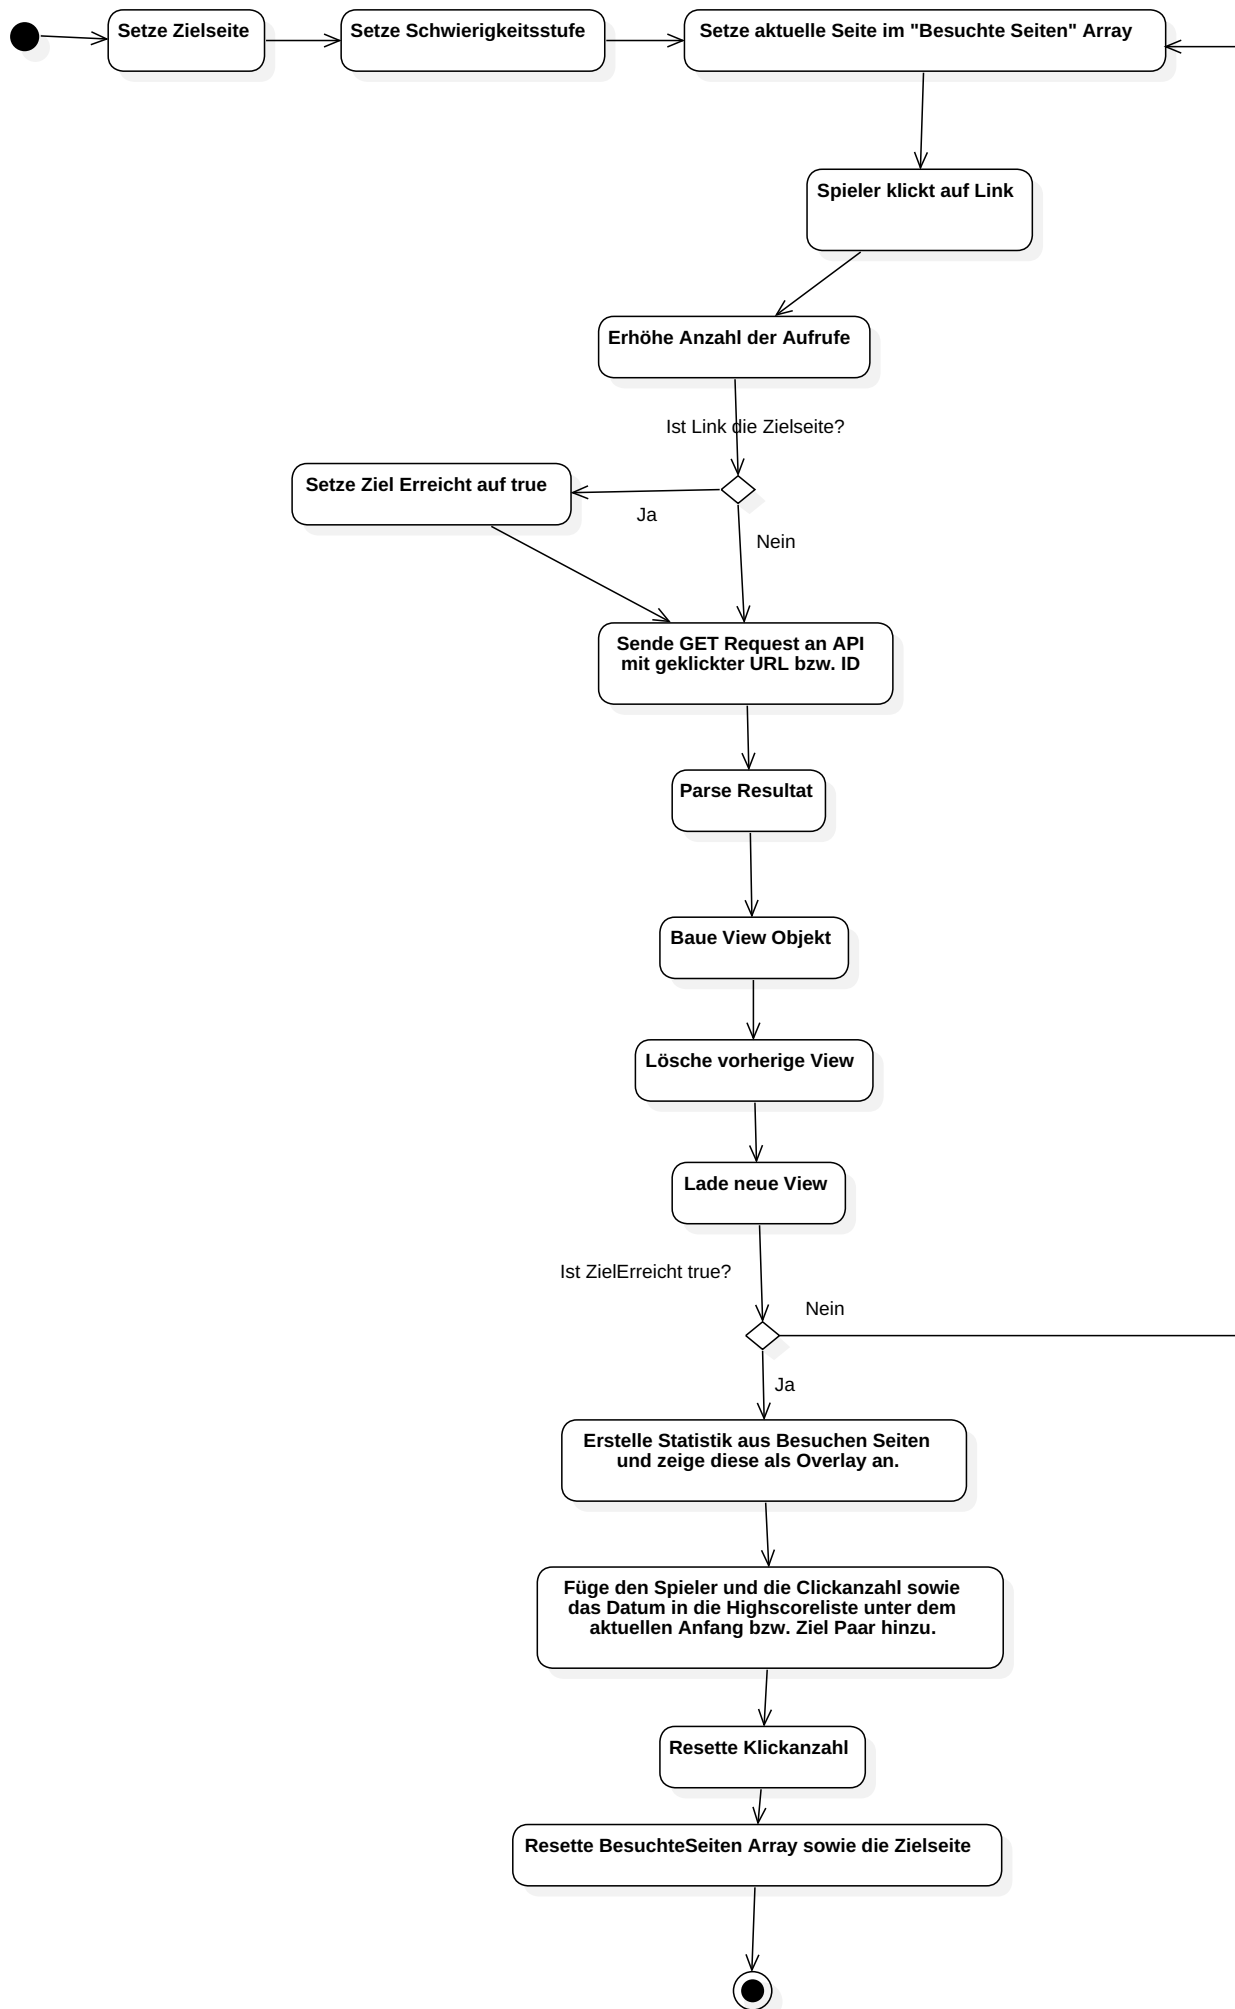 Setze Zielseite
Setze Schwierigkeitsstufe
Setze aktuelle Seite im "Besuchte Seiten" Array
Spieler klickt auf Link
Erhöhe Anzahl der Aufrufe
Ist Link die Zielseite?
Setze Ziel Erreicht auf true
Ja
Nein
Sende GET Request an API
mit geklickter URL bzw. ID
Parse Resultat
Baue View Objekt
Lösche vorherige View
Lade neue View
Ist ZielErreicht true?
Nein
Ja
Erstelle Statistik aus Besuchen Seiten
und zeige diese als Overlay an.
Füge den Spieler und die Clickanzahl sowie
das Datum in die Highscoreliste unter dem
aktuellen Anfang bzw. Ziel Paar hinzu.
Resette Klickanzahl
Resette BesuchteSeiten Array sowie die Zielseite